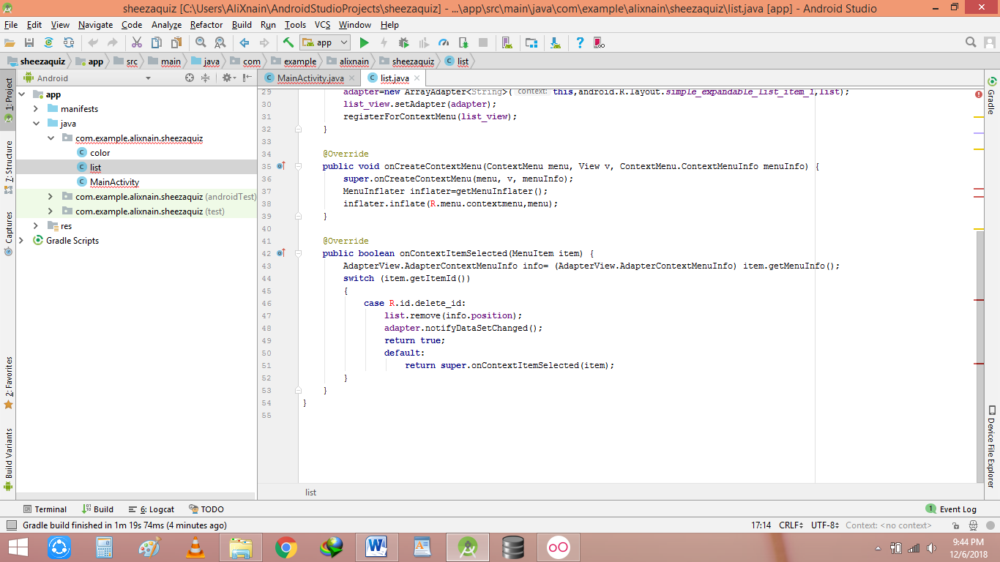 sheezaquiz [C:\Users\AliXnain\AndroidStudioProjects\sheezaquiz] - ...\app\src\main\java\com\example\alixnain\sheezaquiz\list.java [app] - Android Studio
File Edit View Navigate Code Analyze Refactor Build Run Tools VCS Window Help
app
sheezaquiz app src main java com example alixnain sheezaquiz list
Android
MainActivity.java list.java
1: Project
7: Structure
Captures
2: Favorites
Build Variants
app
manifests
java
com.example.alixnain.sheezaquiz
color
list
MainActivity
com.example.alixnain.sheezaquiz (androidTest)
com.example.alixnain.sheezaquiz (test)
res
Gradle Scripts
29 adapter=new ArrayAdapter<String>( context: this,android.R.layout.simple_expandable_list_item_1,list);
30 list_view.setAdapter(adapter);
31 registerForContextMenu(list_view);
32 }
33
34 @Override
35 public void onCreateContextMenu(ContextMenu menu, View v, ContextMenu.ContextMenuInfo menuInfo) {
36 super.onCreateContextMenu(menu, v, menuInfo);
37 MenuInflater inflater=getMenuInflater();
38 inflater.inflate(R.menu.contextmenu,menu);
39 }
40
41 @Override
42 public boolean onContextItemSelected(MenuItem item) {
43 AdapterView.AdapterContextMenuInfo info= (AdapterView.AdapterContextMenuInfo) item.getMenuInfo();
44 switch (item.getItemId())
45 {
46 case R.id.delete_id:
47 list.remove(info.position);
48 adapter.notifyDataSetChanged();
49 return true;
50 default:
51 return super.onContextItemSelected(item);
52 }
53 }
54 }
55
list
Gradle
Device File Explorer
Terminal Build 6: Logcat TODO 1 Event Log
Gradle build finished in 1m 19s 74ms (4 minutes ago) 17:14 CRLF UTF-8 Context: <no context>
9:44 PM
12/6/2018